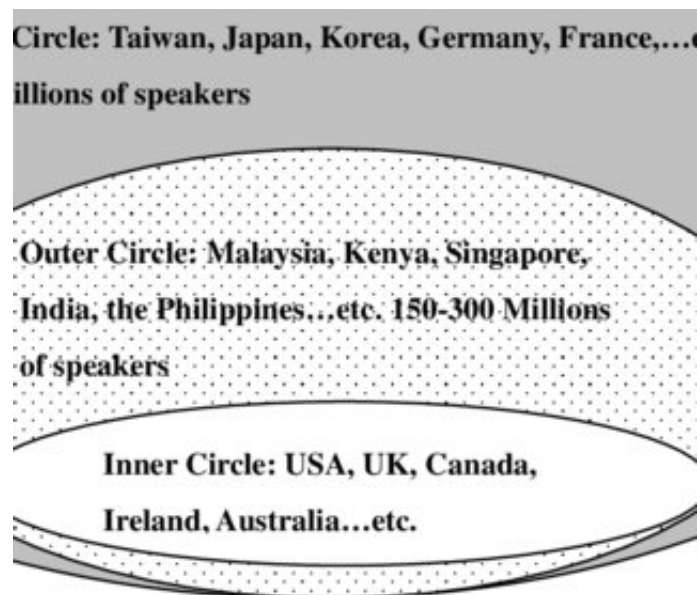 Circle: Taiwan, Japan, Korea, Germany, France,…e
illions of speakers
Outer Circle: Malaysia, Kenya, Singapore,
India, the Philippines…etc. 150-300 Millions
of speakers
Inner Circle: USA, UK, Canada,
Ireland, Australia…etc.